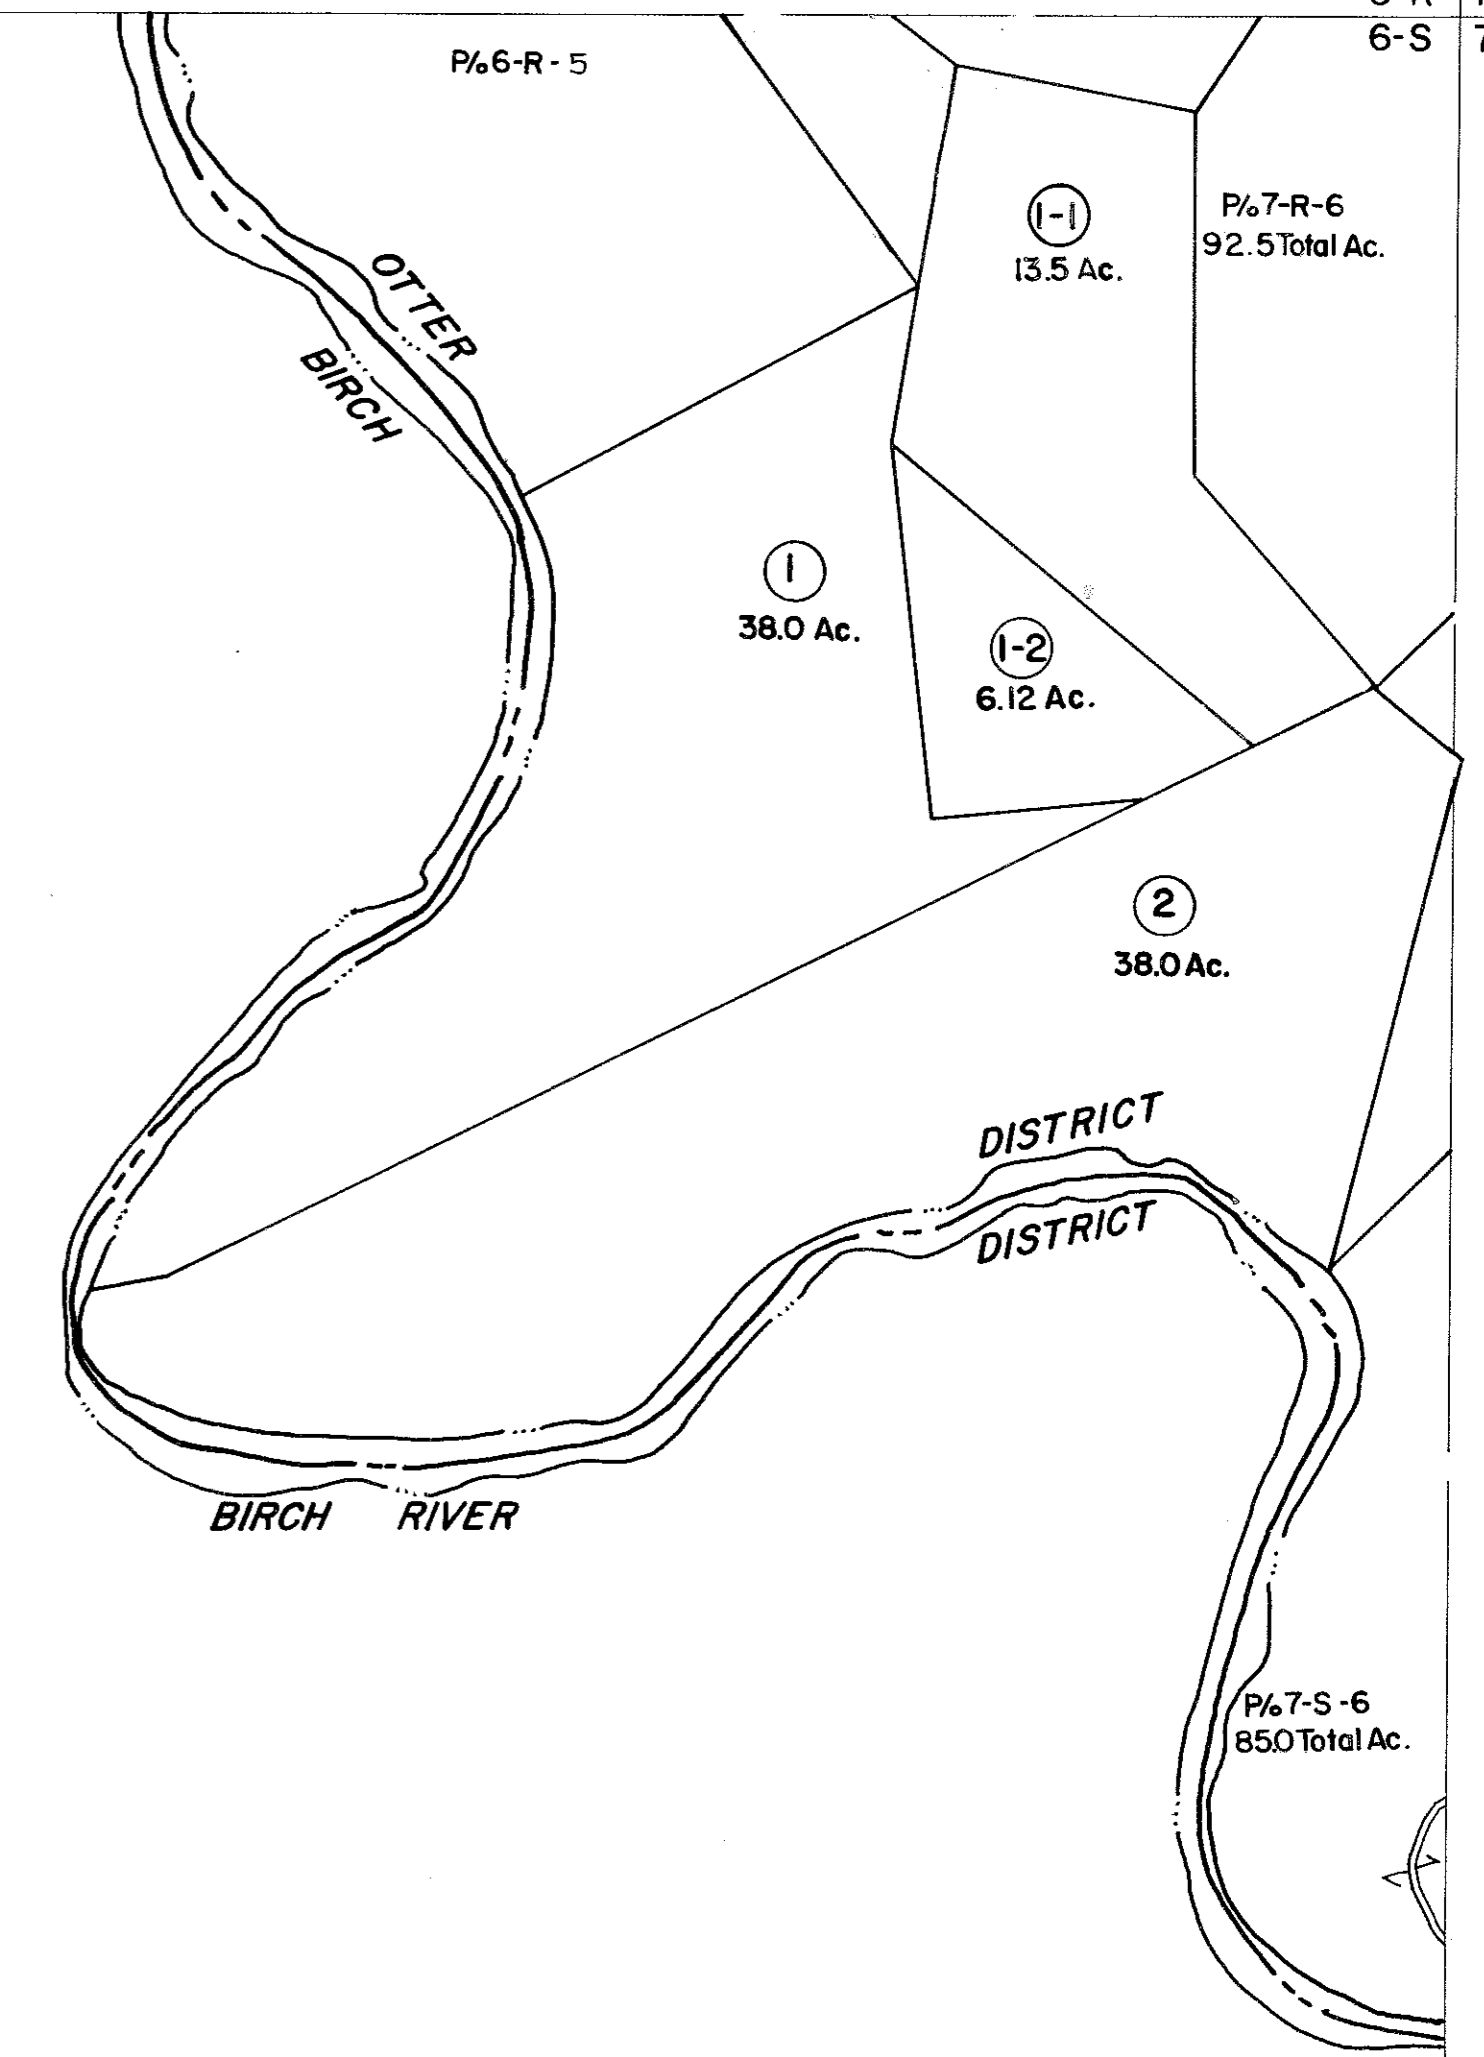 6-S
P/o 6-R-5
P/o 7-R-6
92.5 Total Ac.
1-1
13.5 Ac.
OTTER
BIRCH
1
38.0 Ac.
1-2
6.12 Ac.
2
38.0 Ac.
DISTRICT
DISTRICT
BIRCH RIVER
P/o 7-S-6
85.0 Total Ac.